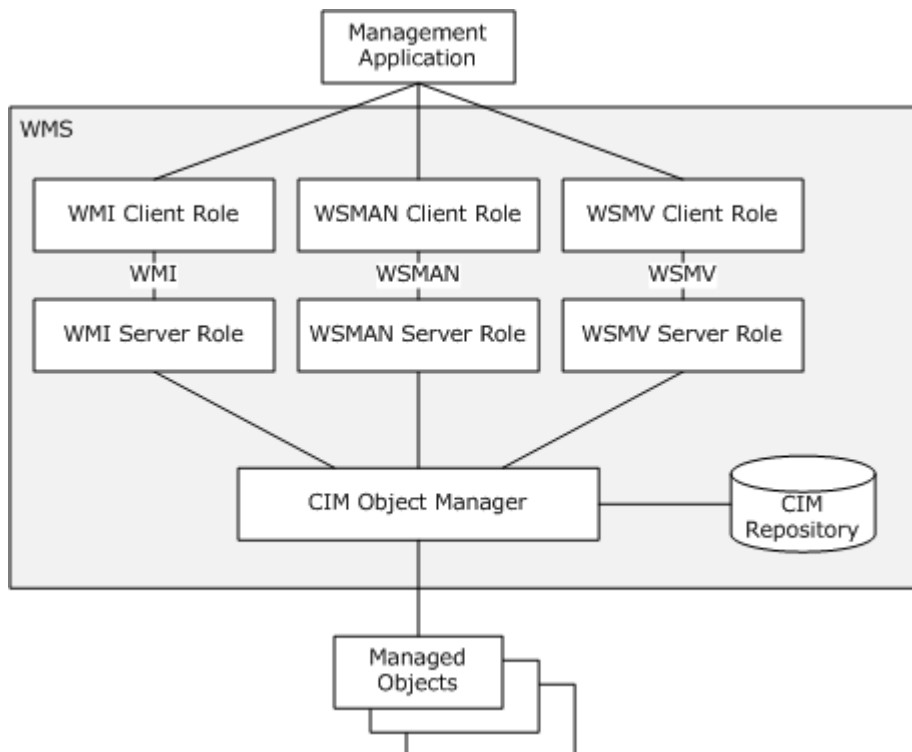 Management
Application
WMS
WMI Client Role
WSMAN Client Role
WSMV Client Role
WMI
WSMAN
WSMV
WMI Server Role
WSMAN Server Role
WSMV Server Role
CIM Object Manager
CIM
Repository
Managed
Objects